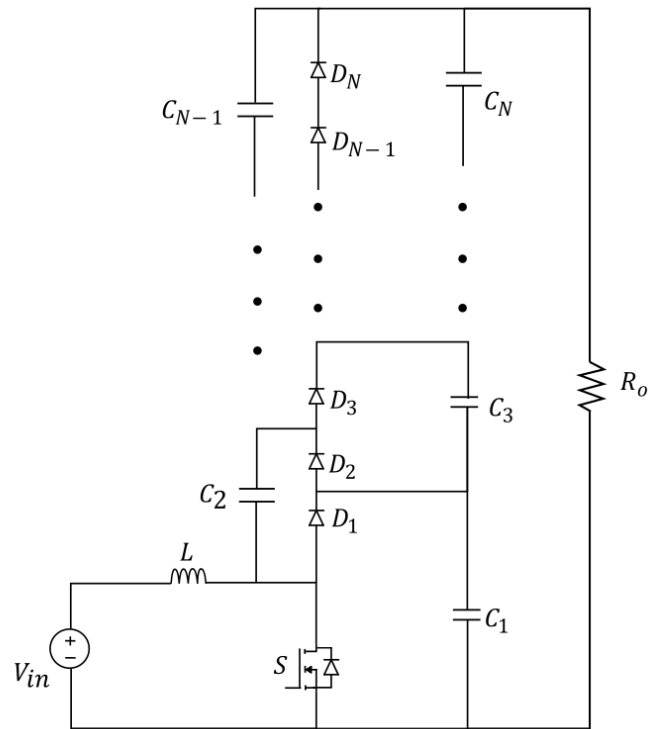 D_N
C_{N-1}
C_N
D_{N-1}
D_3
C_3
R_o
D_2
C_2
D_1
L
C_1
S
+
−
V_{in}